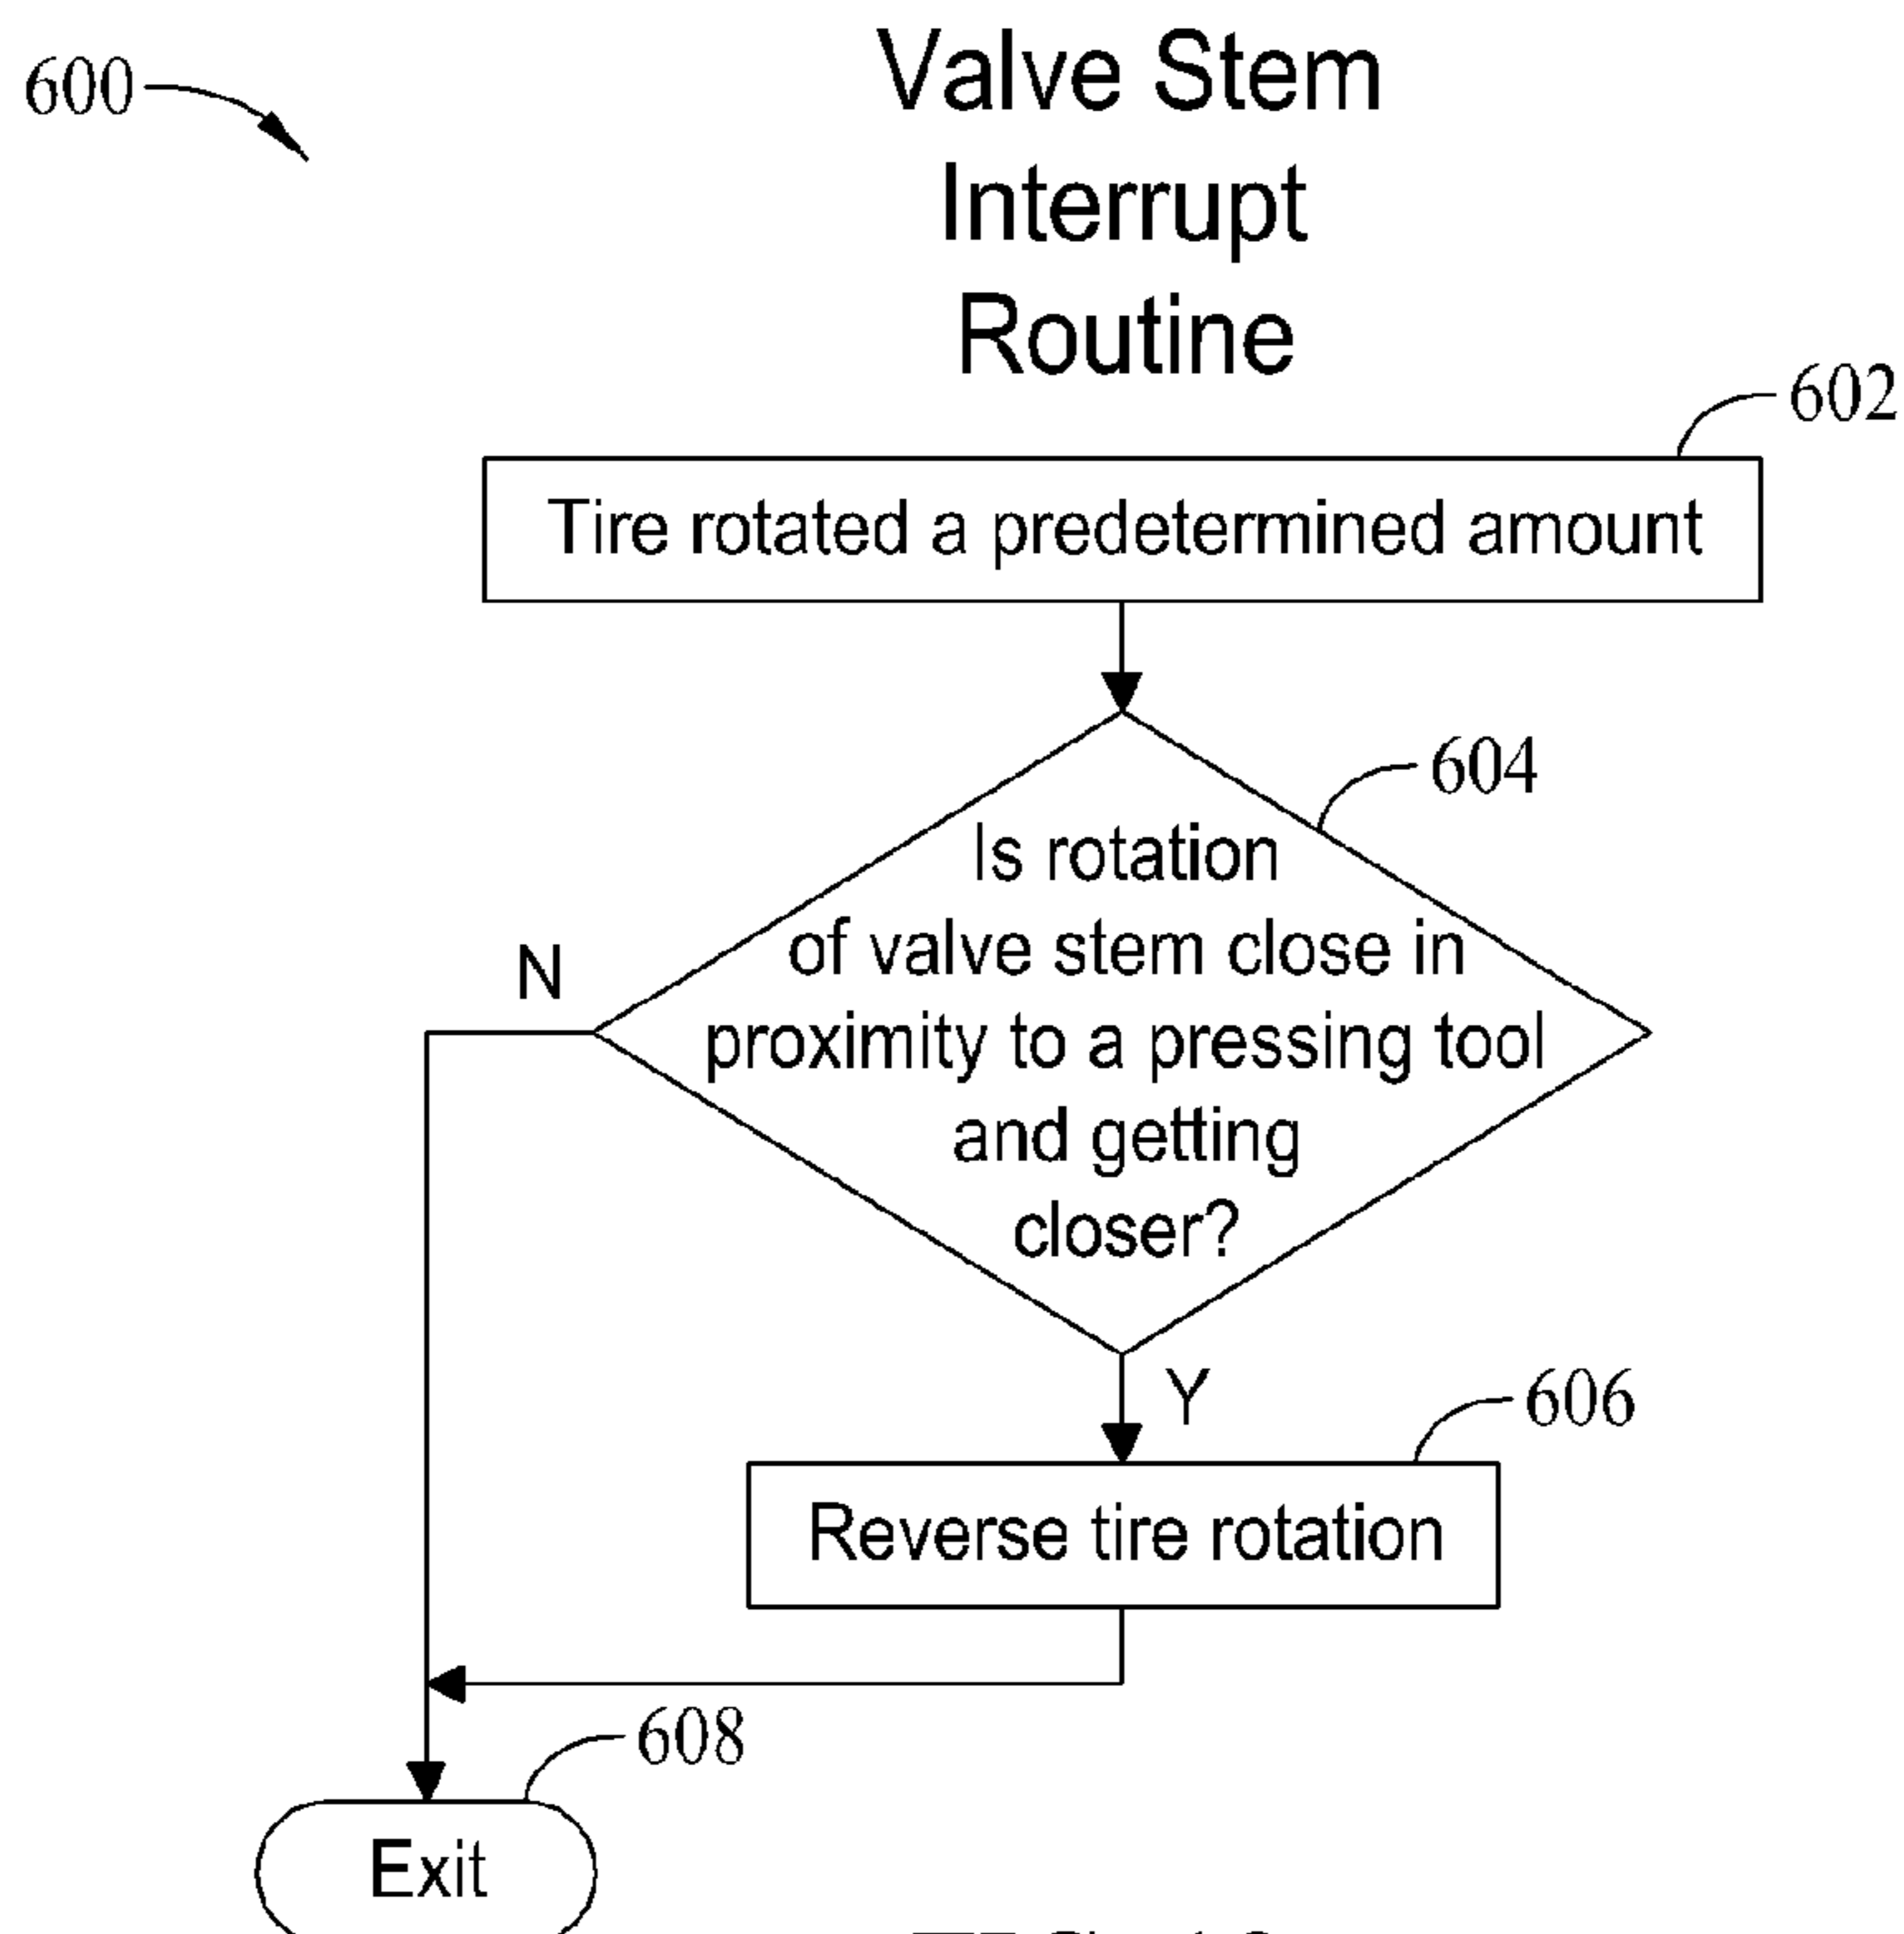 600
Valve Stem
Interrupt
Routine
602
Tire rotated a predetermined amount
604
Is rotation
of valve stem close in
proximity to a pressing tool
and getting
closer?
N
Y
606
Reverse tire rotation
608
Exit